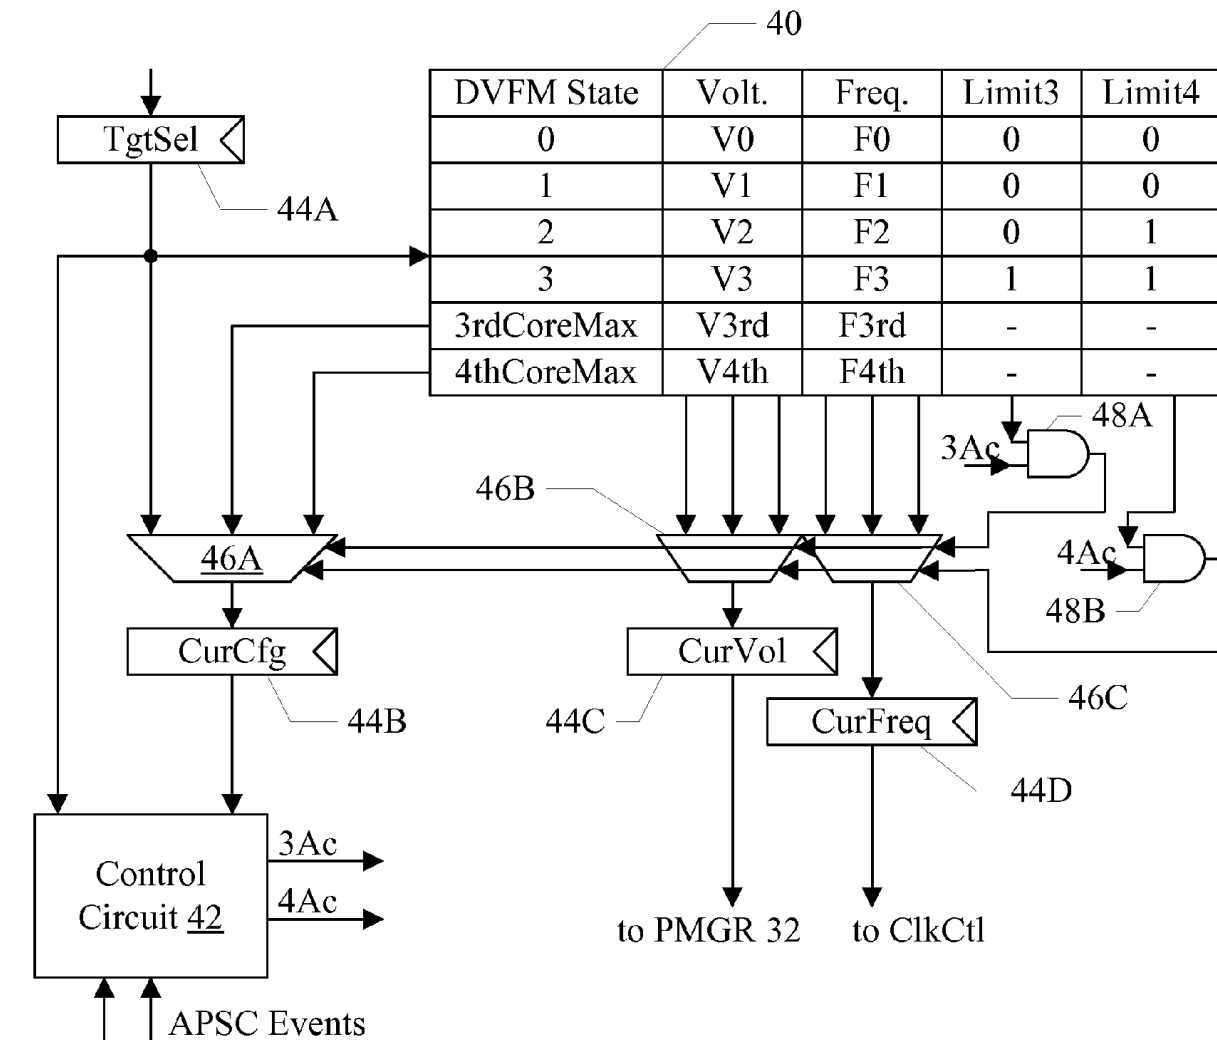 40
DVFM State Volt. Freq. Limit3 Limit4
0 V0 F0 0 0
1 V1 F1 0 0
2 V2 F2 0 1
3 V3 F3 1 1
3rdCoreMax V3rd F3rd - -
4thCoreMax V4th F4th - -
TgtSel
44A
48A
3Ac
46B
46A
4Ac
48B
CurCfg
44B
CurVol
44C
46C
CurFreq
44D
Control
Circuit 42
3Ac
4Ac
to PMGR 32
to ClkCtl
APSC Events